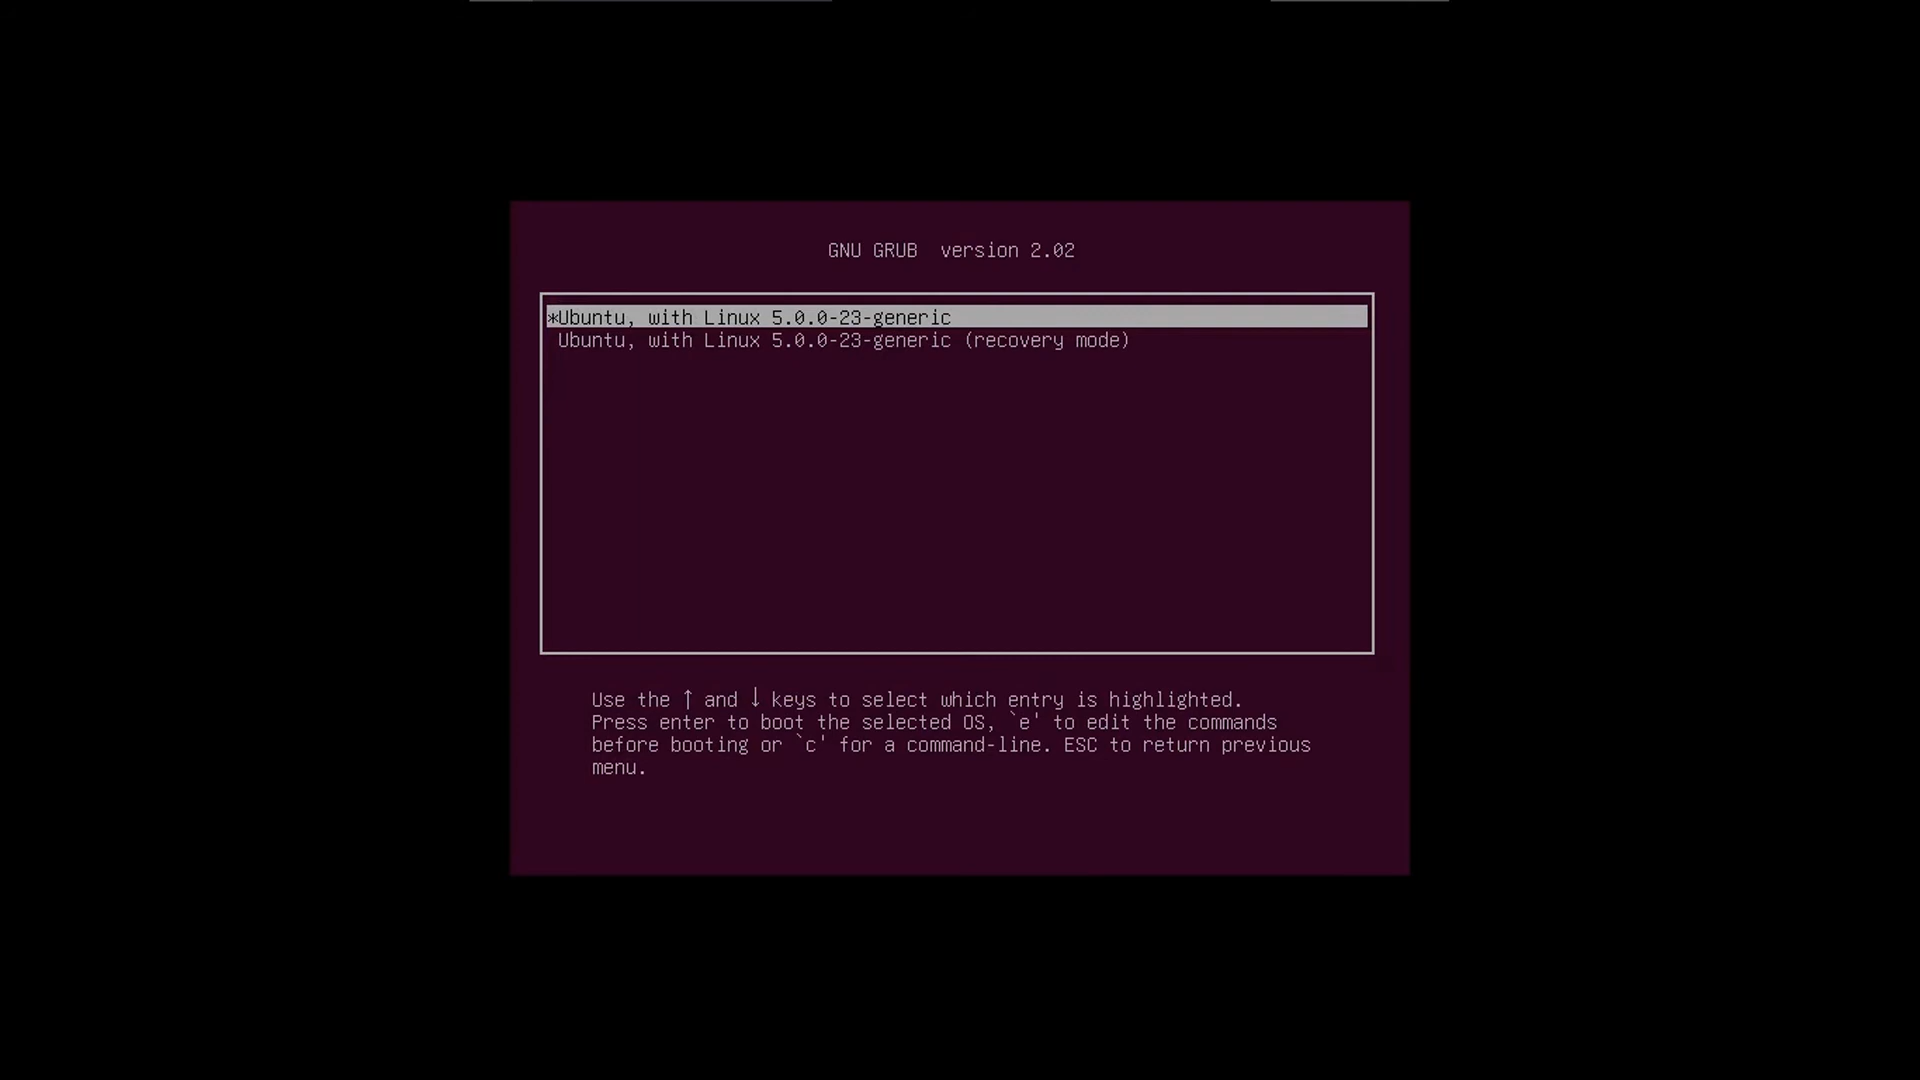 GNU GRUB  version 2.02
*Ubuntu, with Linux 5.0.0-23-generic
Ubuntu, with Linux 5.0.0-23-generic (recovery mode)
Use the ↑ and ↓ keys to select which entry is highlighted.
Press enter to boot the selected OS, `e' to edit the commands
before booting or `c' for a command-line. ESC to return previous
menu.